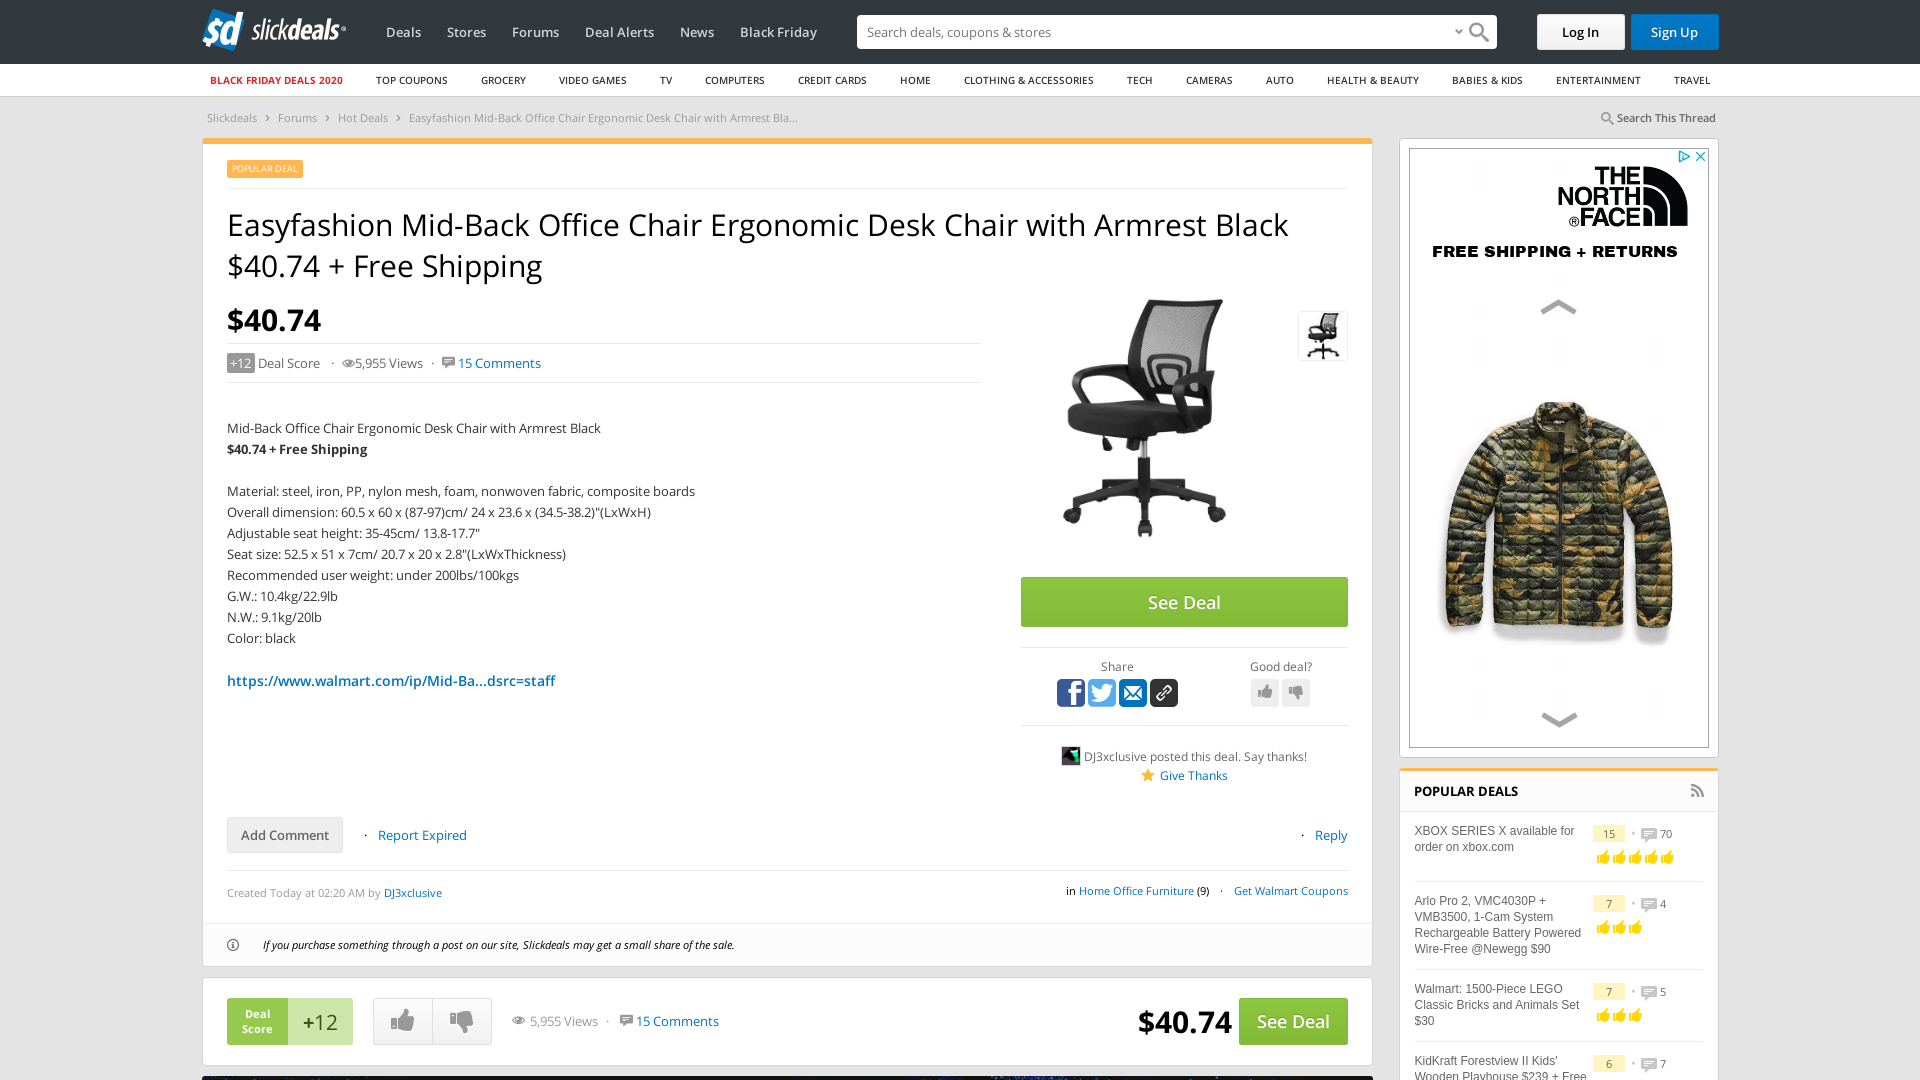 sd slickdeals®
Deals
Stores
Forums
Deal Alerts
News
Black Friday
Search deals, coupons & stores
Log In
Sign Up
BLACK FRIDAY DEALS 2020
TOP COUPONS
GROCERY
VIDEO GAMES
TV
COMPUTERS
CREDIT CARDS
HOME
CLOTHING & ACCESSORIES
TECH
CAMERAS
AUTO
HEALTH & BEAUTY
BABIES & KIDS
ENTERTAINMENT
TRAVEL
Slickdeals › Forums › Hot Deals › Easyfashion Mid-Back Office Chair Ergonomic Desk Chair with Armrest Bla...
Search This Thread
POPULAR DEAL
Easyfashion Mid-Back Office Chair Ergonomic Desk Chair with Armrest Black
$40.74 + Free Shipping
$40.74
+12 Deal Score · 5,955 Views · 15 Comments
Mid-Back Office Chair Ergonomic Desk Chair with Armrest Black
$40.74 + Free Shipping
Material: steel, iron, PP, nylon mesh, foam, nonwoven fabric, composite boards
Overall dimension: 60.5 x 60 x (87-97)cm/ 24 x 23.6 x (34.5-38.2)"(LxWxH)
Adjustable seat height: 35-45cm/ 13.8-17.7"
Seat size: 52.5 x 51 x 7cm/ 20.7 x 20 x 2.8"(LxWxThickness)
Recommended user weight: under 200lbs/100kgs
G.W.: 10.4kg/22.9lb
N.W.: 9.1kg/20lb
Color: black
https://www.walmart.com/ip/Mid-Ba...dsrc=staff
See Deal
Share
Good deal?
DJ3xclusive posted this deal. Say thanks!
Give Thanks
Add Comment · Report Expired
· Reply
Created Today at 02:20 AM by DJ3xclusive
in Home Office Furniture (9) · Get Walmart Coupons
If you purchase something through a post on our site, Slickdeals may get a small share of the sale.
Deal
Score
+12
5,955 Views · 15 Comments
$40.74
See Deal
THE
NORTH
®FACE
FREE SHIPPING + RETURNS
POPULAR DEALS
XBOX SERIES X available for
order on xbox.com
15 • 70
Arlo Pro 2, VMC4030P +
VMB3500, 1-Cam System
Rechargeable Battery Powered
Wire-Free @Newegg $90
7 • 4
Walmart: 1500-Piece LEGO
Classic Bricks and Animals Set
$30
7 • 5
KidKraft Forestview II Kids'
Wooden Playhouse $239 + Free
6 • 7